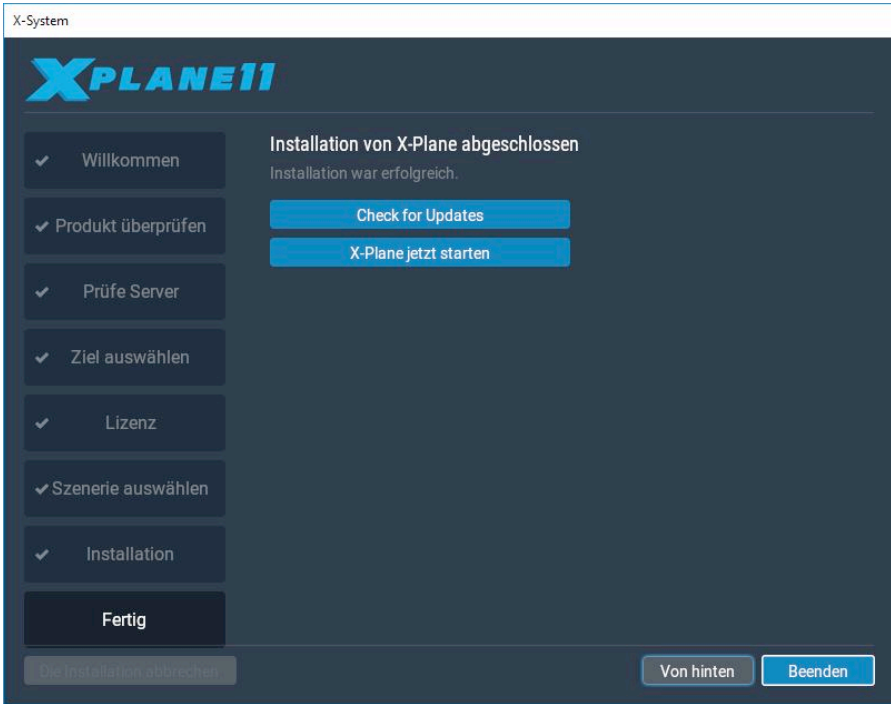 X-System
XPLANE11
Willkommen
Produkt überprüfen
Prüfe Server
Ziel auswählen
Lizenz
Szenerie auswählen
Installation
Fertig
Installation von X-Plane abgeschlossen
Installation war erfolgreich.
Check for Updates
X-Plane jetzt starten
Die Installation abbrechen
Von hinten
Beenden